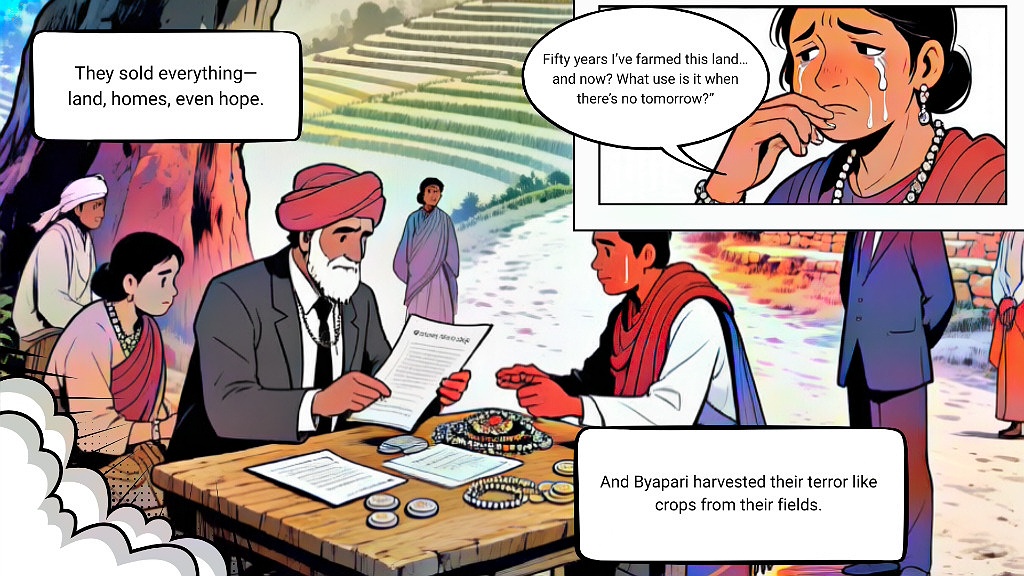 They sold everything—
land, homes, even hope.
Fifty years I've farmed this land...
and now? What use is it when
there's no tomorrow?"
And Byapari harvested their terror like
crops from their fields.